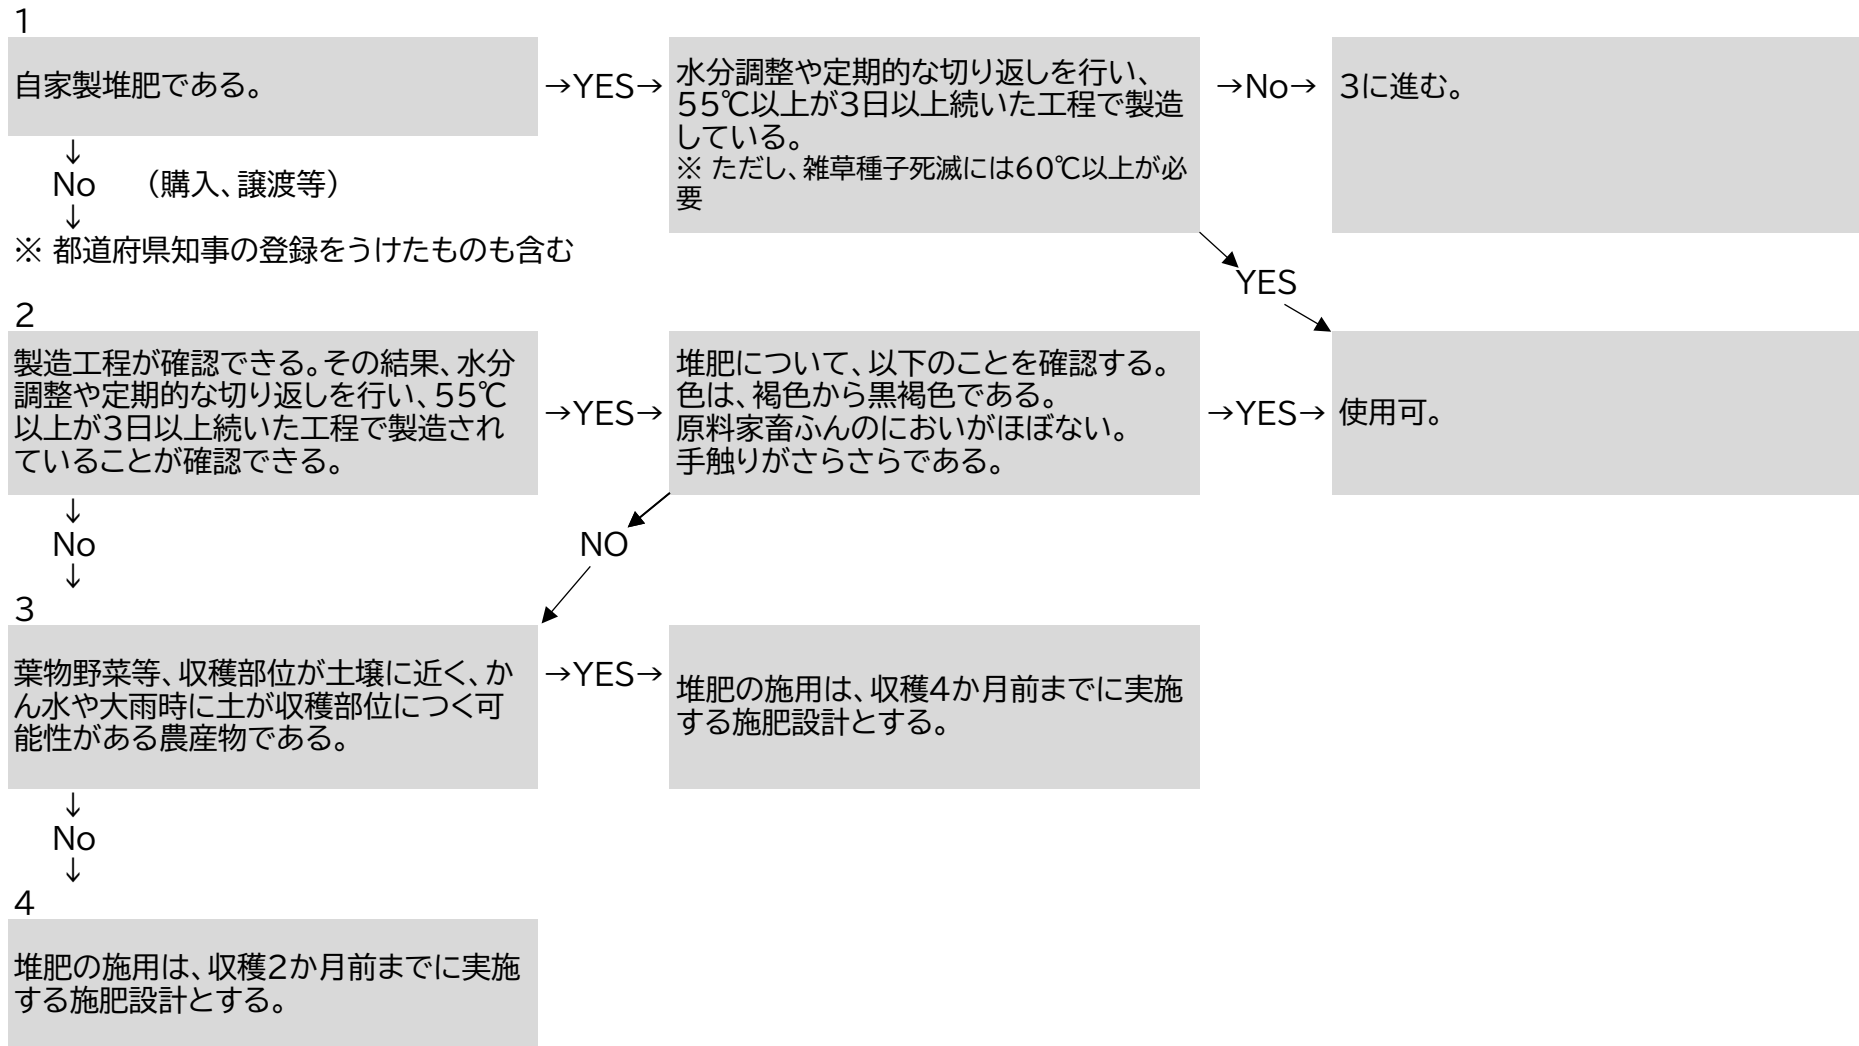 1
自家製堆肥である。
→YES→
水分調整や定期的な切り返しを行い、
55℃以上が3日以上続いた工程で製造
している。
※ ただし、雑草種子死滅には60℃以上が必
要
→No→
3に進む。
↓
No （購入、譲渡等）
↓
※ 都道府県知事の登録をうけたものも含む
YES
2
製造工程が確認できる。その結果、水分
調整や定期的な切り返しを行い、55℃
以上が3日以上続いた工程で製造され
ていることが確認できる。
→YES→
堆肥について、以下のことを確認する。
色は、褐色から黒褐色である。
原料家畜ふんのにおいがほぼない。
手触りがさらさらである。
→YES→
使用可。
↓
No
↓
NO
3
葉物野菜等、収穫部位が土壌に近く、か
ん水や大雨時に土が収穫部位につく可
能性がある農産物である。
→YES→
堆肥の施用は、収穫4か月前までに実施
する施肥設計とする。
↓
No
↓
4
堆肥の施用は、収穫2か月前までに実施
する施肥設計とする。